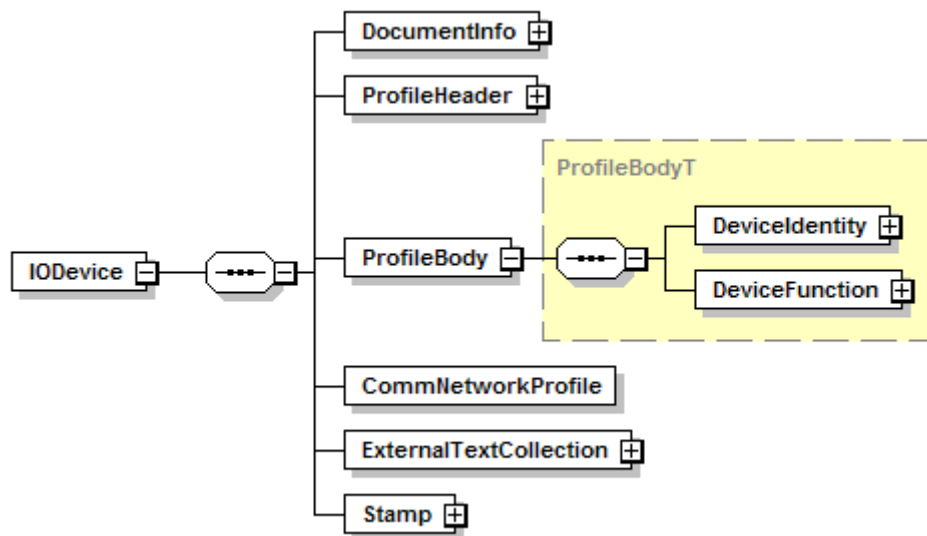 DocumentInfo
ProfileHeader
ProfileBodyT
DeviceIdentity
IODevice
ProfileBody
DeviceFunction
CommNetworkProfile
ExternalTextCollection
Stamp